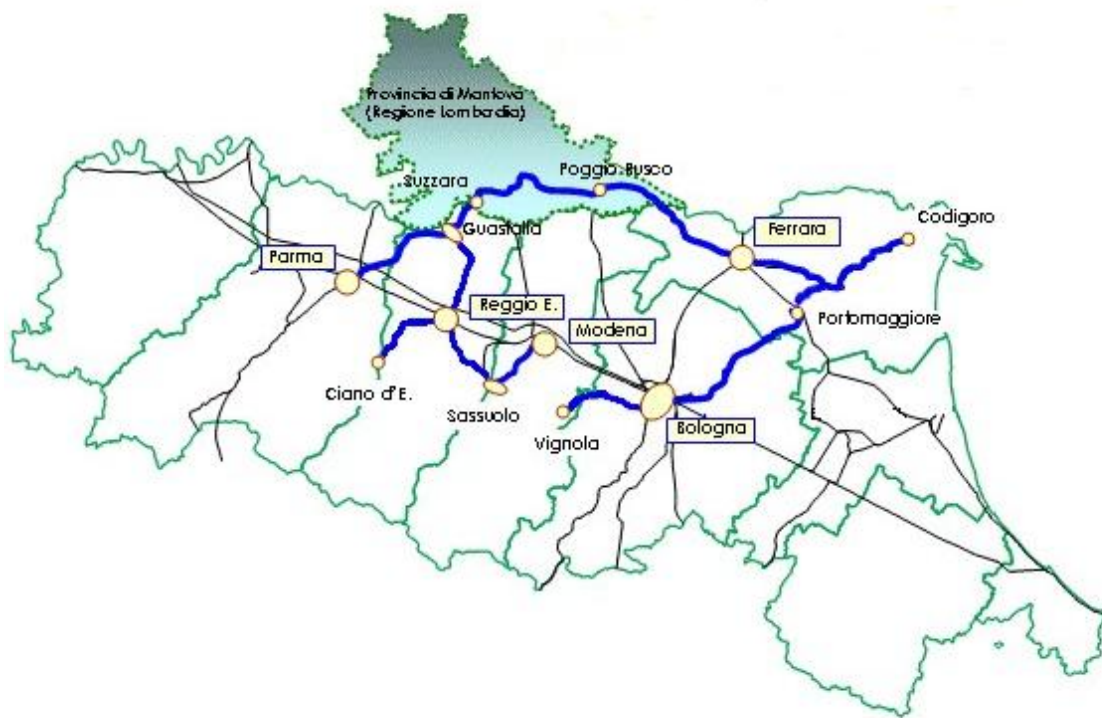 Provincia di Mantova
(Regione Lombardia)
Suzzara
Poggio Rusco
Codigoro
Guastalla
Ferrara
Parma
Reggio E.
Portomaggiore
Modena
Ciano d'E.
Sassuolo
Vignola
Bologna